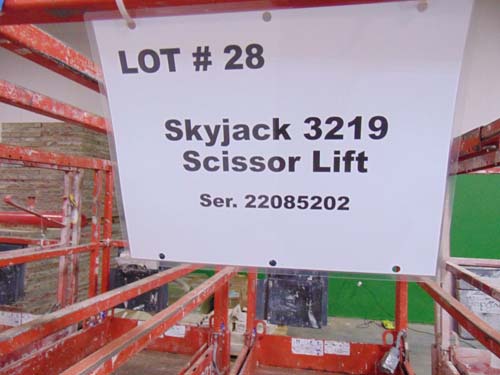 LOT # 28
Skyjack 3219
Scissor Lift
Ser. 22085202